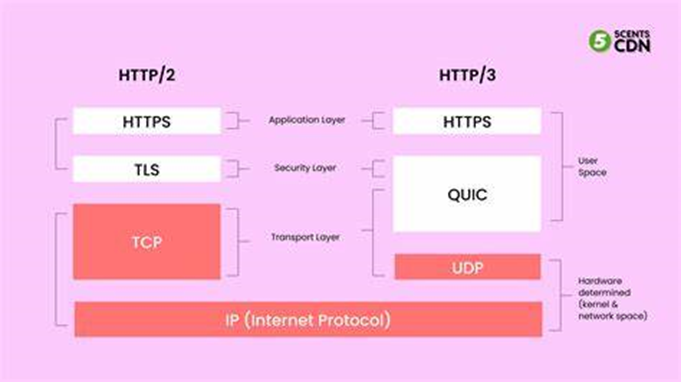 5 5CENTS
CDN
HTTP/2
HTTP/3
HTTPS
Application Layer
HTTPS
TLS
Security Layer
User
Space
QUIC
TCP
Transport Layer
UDP
Hardware
determined
(kernel &
network space)
IP (Internet Protocol)